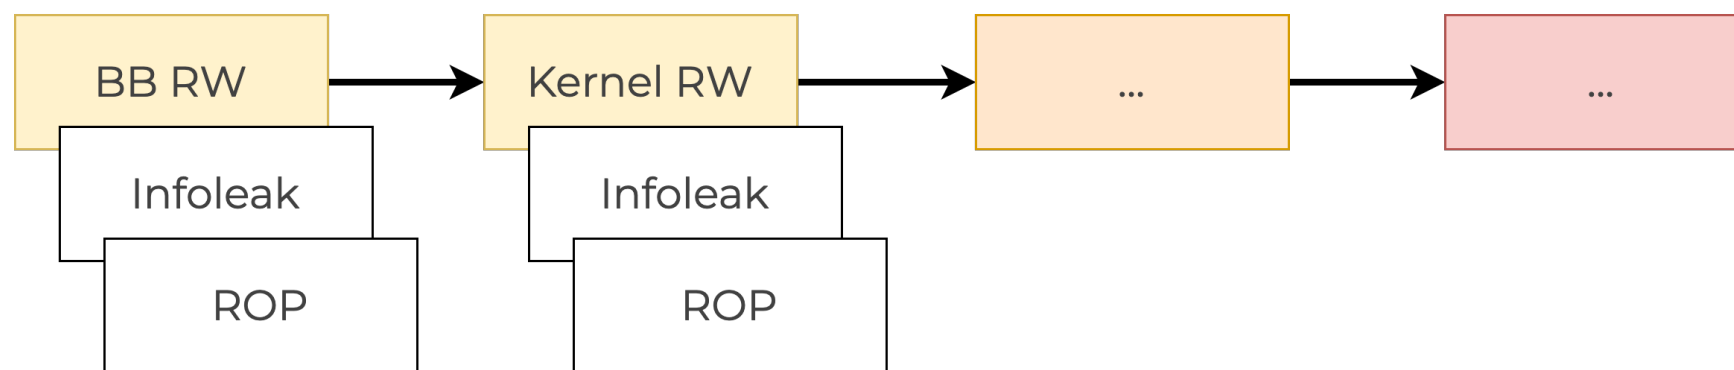 BB RW
Kernel RW
...
...
Infoleak
Infoleak
ROP
ROP